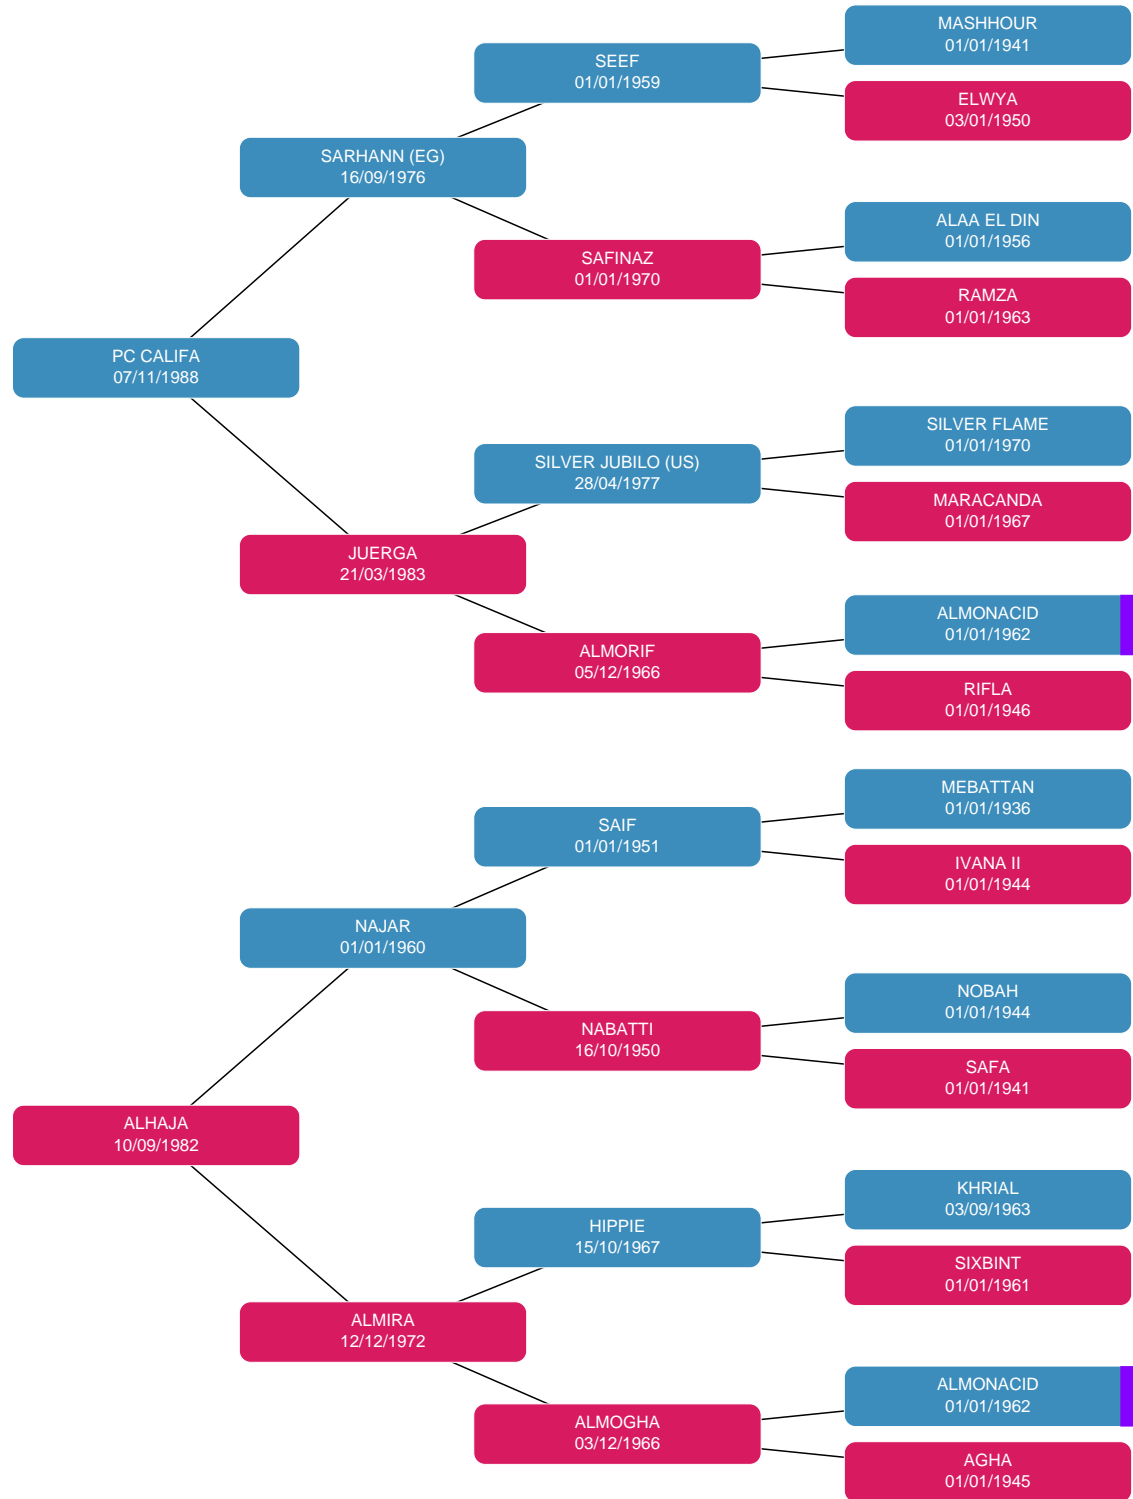 MASHHOUR
01/01/1941
SEEF
01/01/1959
ELWYA
03/01/1950
SARHANN (EG)
16/09/1976
ALAA EL DIN
01/01/1956
SAFINAZ
01/01/1970
RAMZA
01/01/1963
PC CALIFA
07/11/1988
SILVER FLAME
01/01/1970
SILVER JUBILO (US)
28/04/1977
MARACANDA
01/01/1967
JUERGA
21/03/1983
ALMONACID
01/01/1962
ALMORIF
05/12/1966
RIFLA
01/01/1946
MEBATTAN
01/01/1936
SAIF
01/01/1951
IVANA II
01/01/1944
NAJAR
01/01/1960
NOBAH
01/01/1944
NABATTI
16/10/1950
SAFA
01/01/1941
ALHAJA
10/09/1982
KHRIAL
03/09/1963
HIPPIE
15/10/1967
SIXBINT
01/01/1961
ALMIRA
12/12/1972
ALMONACID
01/01/1962
ALMOGHA
03/12/1966
AGHA
01/01/1945